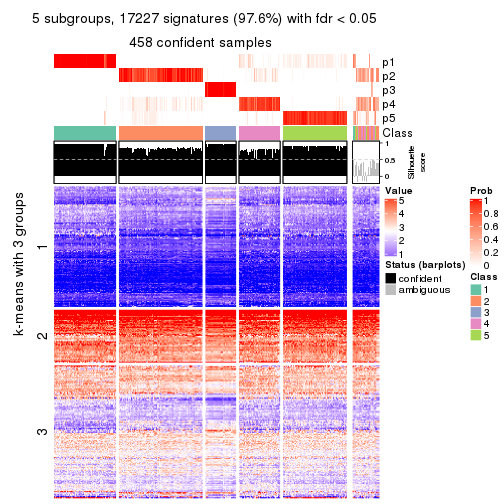 5 subgroups, 17227 signatures (97.6%) with fdr < 0.05
458 confident samples
p1
p2
p3
p4
p5
Class
1
0.5
0
Silhouette
score
k-means with 3 groups
1
2
3
Value
5
4
3
2
1
Status (barplots)
confident
ambiguous
Prob
1
0.8
0.6
0.4
0.2
0
Class
1
2
3
4
5